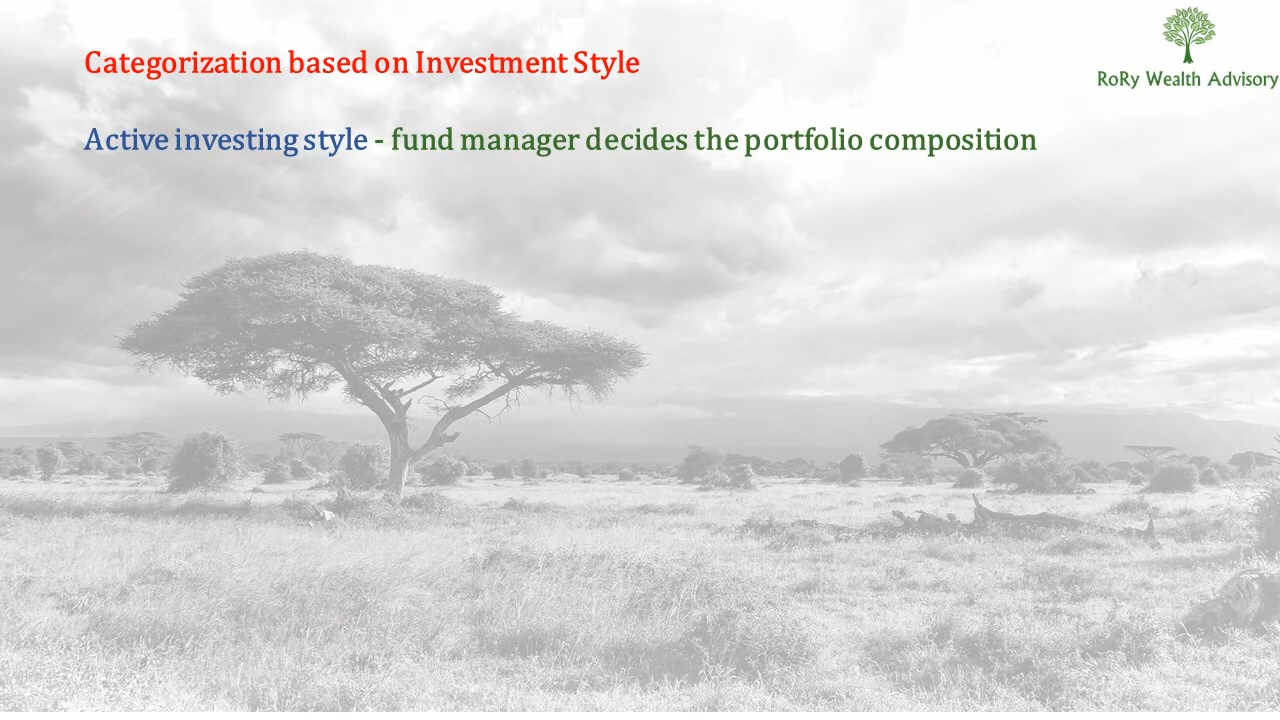 Categorization based on Investment Style
RoRy Wealth Advisory
Active investing style - fund manager decides the portfolio composition